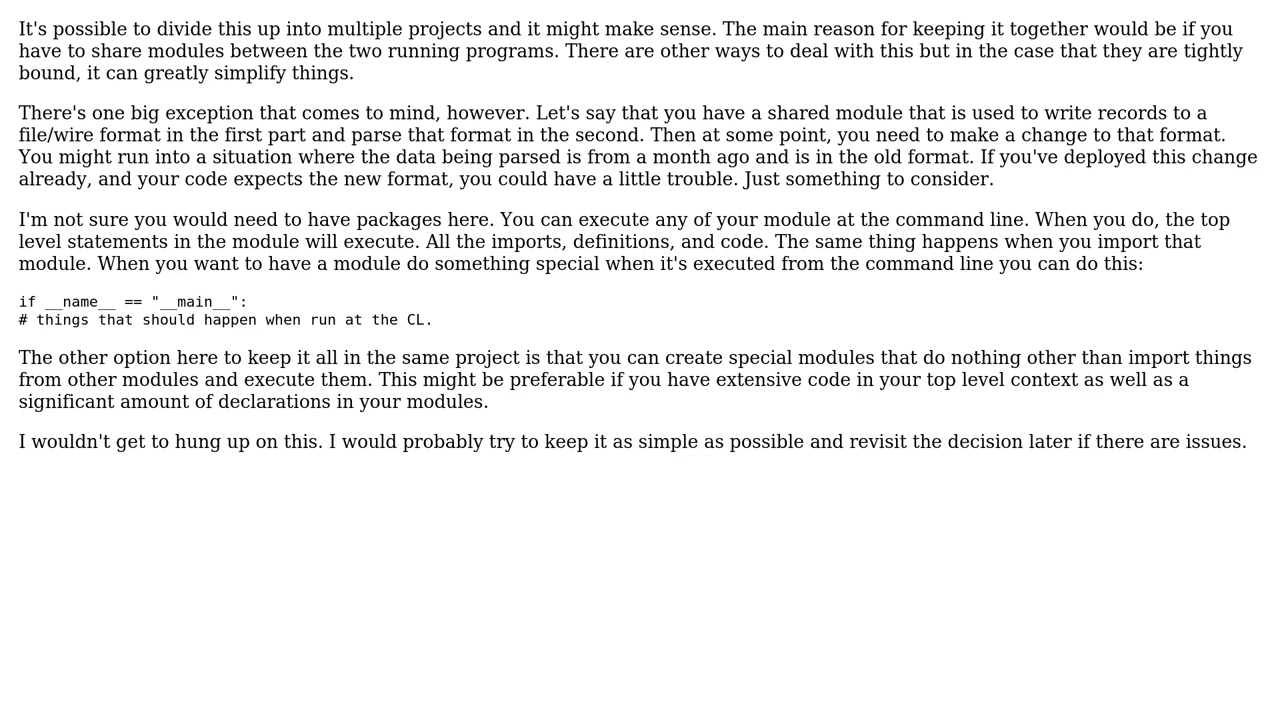 It's possible to divide this up into multiple projects and it might make sense. The main reason for keeping it together would be if you
have to share modules between the two running programs. There are other ways to deal with this but in the case that they are tightly
bound, it can greatly simplify things.
There's one big exception that comes to mind, however. Let's say that you have a shared module that is used to write records to a
file/wire format in the first part and parse that format in the second. Then at some point, you need to make a change to that format.
You might run into a situation where the data being parsed is from a month ago and is in the old format. If you've deployed this change
already, and your code expects the new format, you could have a little trouble. Just something to consider.
I'm not sure you would need to have packages here. You can execute any of your module at the command line. When you do, the top
level statements in the module will execute. All the imports, definitions, and code. The same thing happens when you import that
module. When you want to have a module do something special when it's executed from the command line you can do this:
if __name__ == "__main__":
# things that should happen when run at the CL.
The other option here to keep it all in the same project is that you can create special modules that do nothing other than import things
from other modules and execute them. This might be preferable if you have extensive code in your top level context as well as a
significant amount of declarations in your modules.
I wouldn't get to hung up on this. I would probably try to keep it as simple as possible and revisit the decision later if there are issues.